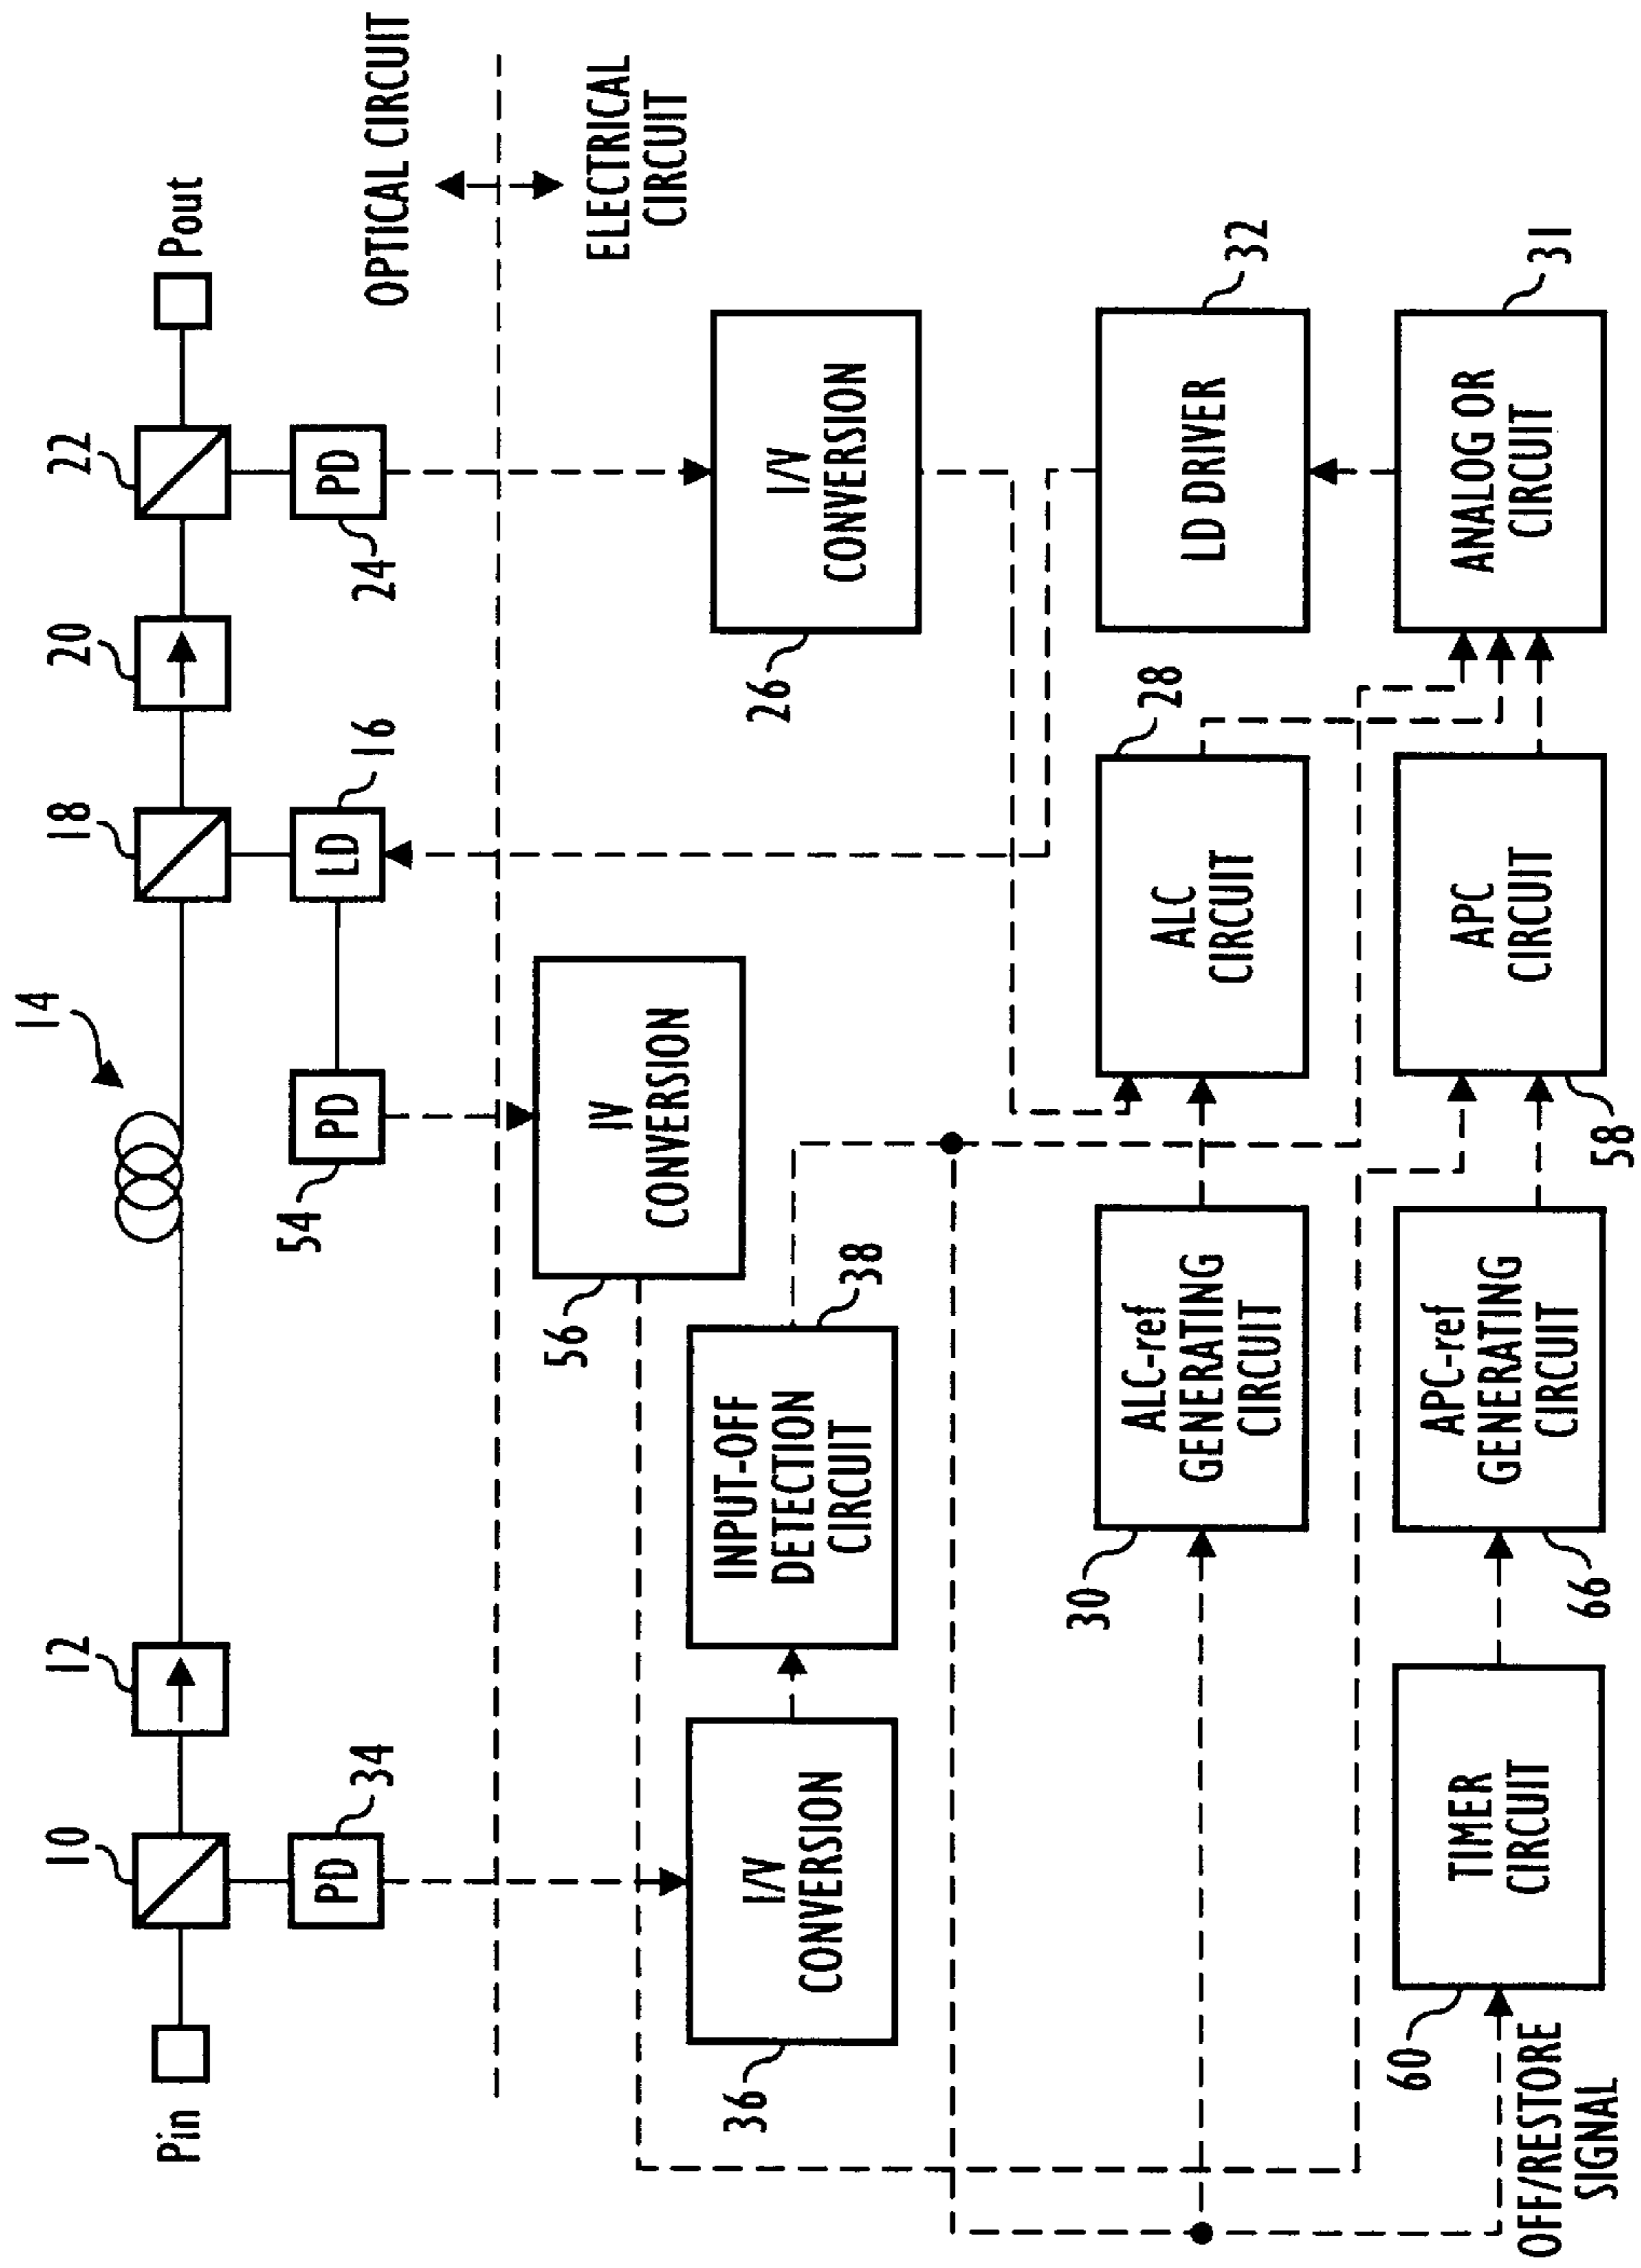 14
10
12
18
20
22
Pin
Pout
PD
34
PD
54
LD
16
PD
24
OPTICAL CIRCUIT
ELECTRICAL
CIRCUIT
IV
CONVERSION
56
I/V
CONVERSION
36
INPUT-OFF
DETECTION
CIRCUIT
38
I/V
CONVERSION
26
30
ALC-ref
GENERATING
CIRCUIT
ALC
CIRCUIT
28
LD DRIVER
32
60
TIMER
CIRCUIT
APC-ref
GENERATING
CIRCUIT
66
APC
CIRCUIT
58
ANALOG OR
CIRCUIT
31
OFF/RESTORE
SIGNAL